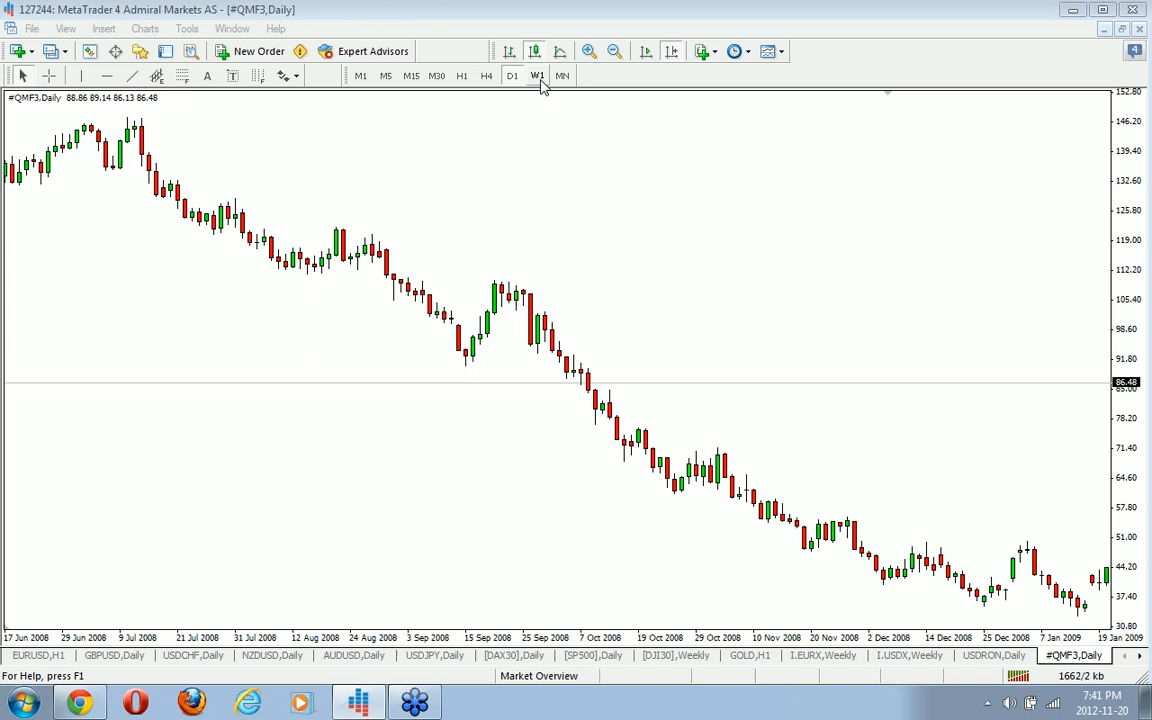 127244: MetaTrader 4 Admiral Markets AS - [#QMF3,Daily]
File View Insert Charts Tools Window Help
New Order Expert Advisors 4
A T M1 M5 M15 M30 H1 H4 D1 W1 MN
#QMF3,Daily 88.86 89.14 86.13 86.48
152.80
146.20
139.40
132.60
125.80
119.00
112.20
105.40
98.60
91.80
86.48
85.00
78.20
71.40
64.60
57.80
51.00
44.20
37.40
30.80
17 Jun 2008 29 Jun 2008 9 Jul 2008 21 Jul 2008 31 Jul 2008 12 Aug 2008 24 Aug 2008 3 Sep 2008 15 Sep 2008 25 Sep 2008 7 Oct 2008 19 Oct 2008 29 Oct 2008 10 Nov 2008 20 Nov 2008 2 Dec 2008 14 Dec 2008 25 Dec 2008 7 Jan 2009 19 Jan 2009
EURUSD,H1 GBPUSD,Daily USDCHF,Daily NZDUSD,Daily AUDUSD,Daily USDJPY,Daily [DAX30],Daily [SP500],Daily [DJI30],Weekly GOLD,H1 I.EURX,Weekly I.USDX,Weekly USDRON,Daily #QMF3,Daily
For Help, press F1 Market Overview 1662/2 kb
7:41 PM
2012-11-20